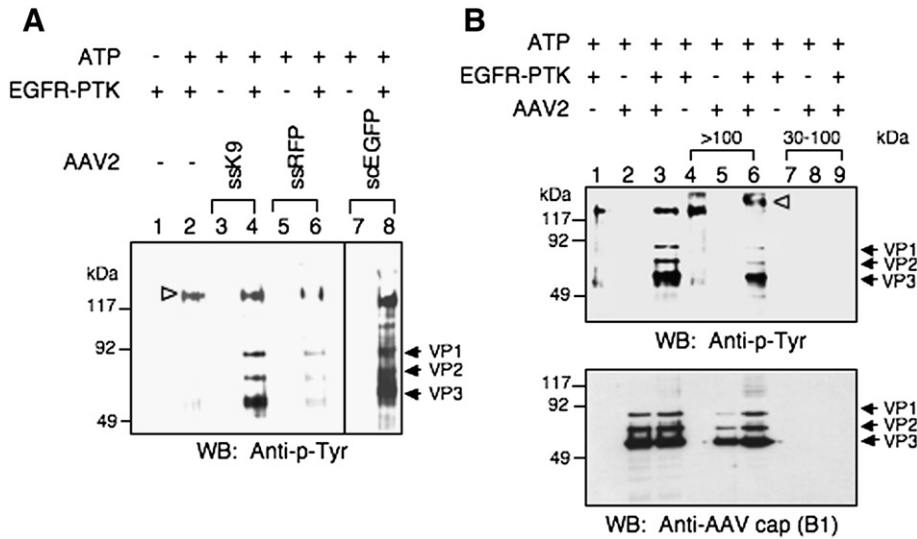 A
ATP - + + + + + + +
EGFR-PTK + + - + - + - +
AAV2 - - ssK9 ssRFP scEGFP
1 2 3 4 5 6 7 8
kDa
117
92
49
VP1
VP2
VP3
WB: Anti-p-Tyr
B
ATP + + + + + + + + +
EGFR-PTK + - + + - + + - +
AAV2 - + + - + + - + +
>100 30-100 kDa
1 2 3 4 5 6 7 8 9
kDa
117
92
49
VP1
VP2
VP3
WB: Anti-p-Tyr
117
92
49
VP1
VP2
VP3
WB: Anti-AAV cap (B1)